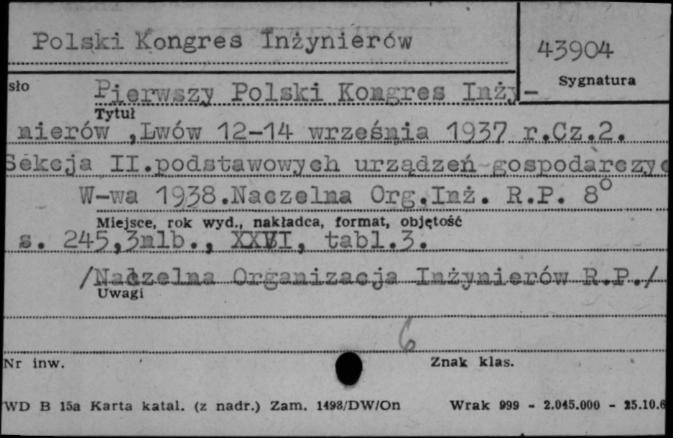 Polski Kongres Inżynierów
43904
Sygnatura
sło
Pierwszy Polski Kongres Inży-
Tytuł
nierów ,Lwów 12-14 września 1937 r.Cz.2.
Sekcja II.podstawowych urządzeń gospodarczyc
W-wa 1938.Naczelna Org.Inż. R.P. 8°
Miejsce, rok wyd., nakładca, format, objętość
s. 245,3nlb., XXVI, tabl.3.
/Naczelna Organizacja Inżynierów R.P./
Uwagi
6
Nr inw.
Znak klas.
WD B 15a Karta katal. (z nadr.) Zam. 1498/DW/On Wrak 999 - 2.045.000 - 25.10.6